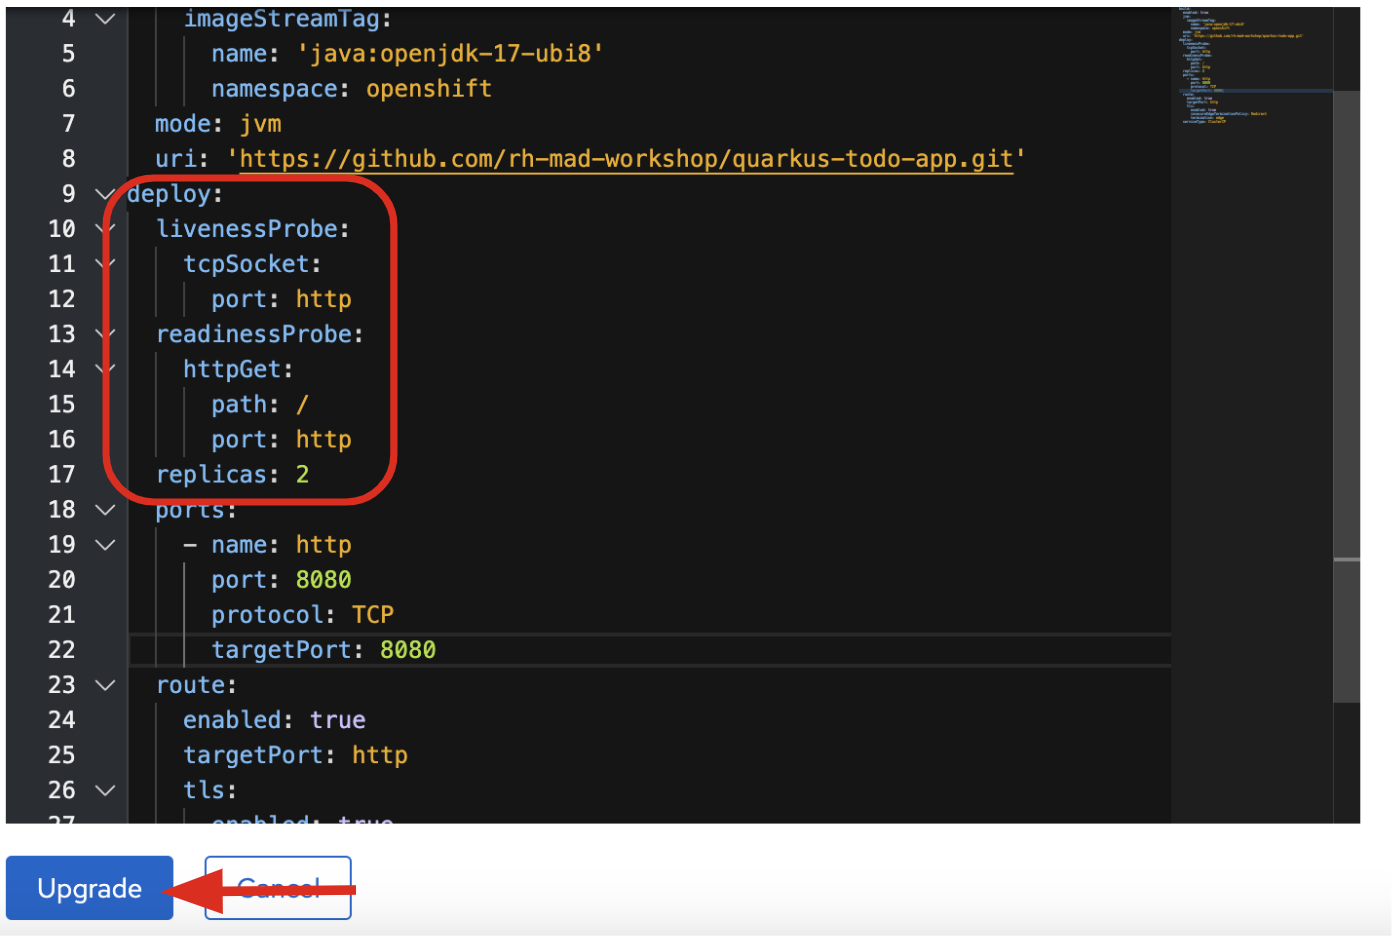 4 imageStreamTag:
5 name: 'java:openjdk-17-ubi8'
6 namespace: openshift
7 mode: jvm
8 uri: 'https://github.com/rh-mad-workshop/quarkus-todo-app.git'
9 deploy:
10 livenessProbe:
11 tcpSocket:
12 port: http
13 readinessProbe:
14 httpGet:
15 path: /
16 port: http
17 replicas: 2
18 ports:
19 - name: http
20 port: 8080
21 protocol: TCP
22 targetPort: 8080
23 route:
24 enabled: true
25 targetPort: http
26 tls:
27 enabled: true
Upgrade
Cancel